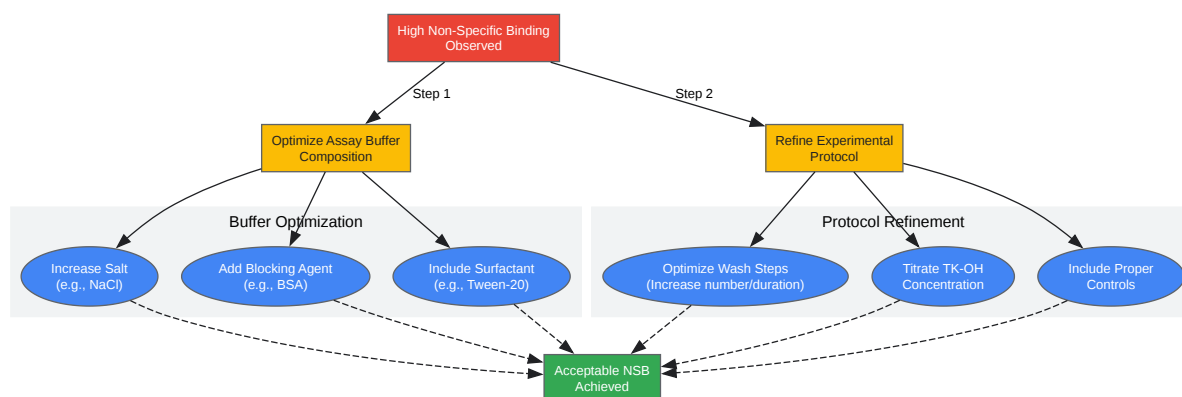 High Non-Specific Binding
Observed
Step 1
Step 2
Optimize Assay Buffer
Composition
Refine Experimental
Protocol
Buffer Optimization
Protocol Refinement
Increase Salt
(e.g., NaCl)
Add Blocking Agent
(e.g., BSA)
Include Surfactant
(e.g., Tween-20)
Optimize Wash Steps
(Increase number/duration)
Titrate TK-OH
Concentration
Include Proper
Controls
Acceptable NSB
Achieved